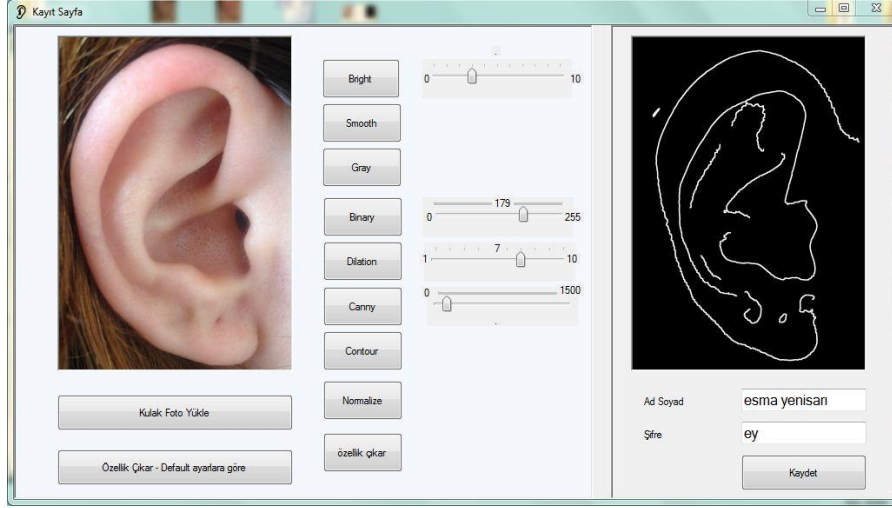 Kayıt Sayfa
Bright
0
10
Smooth
Gray
Binary
179
0
255
Dilation
7
1
10
Canny
0
1500
Contour
Normalize
özellik çıkar
Kulak Foto Yükle
Özellik Çıkar - Default ayarlara göre
Ad Soyad
esma yenisarı
Şifre
ey
Kaydet